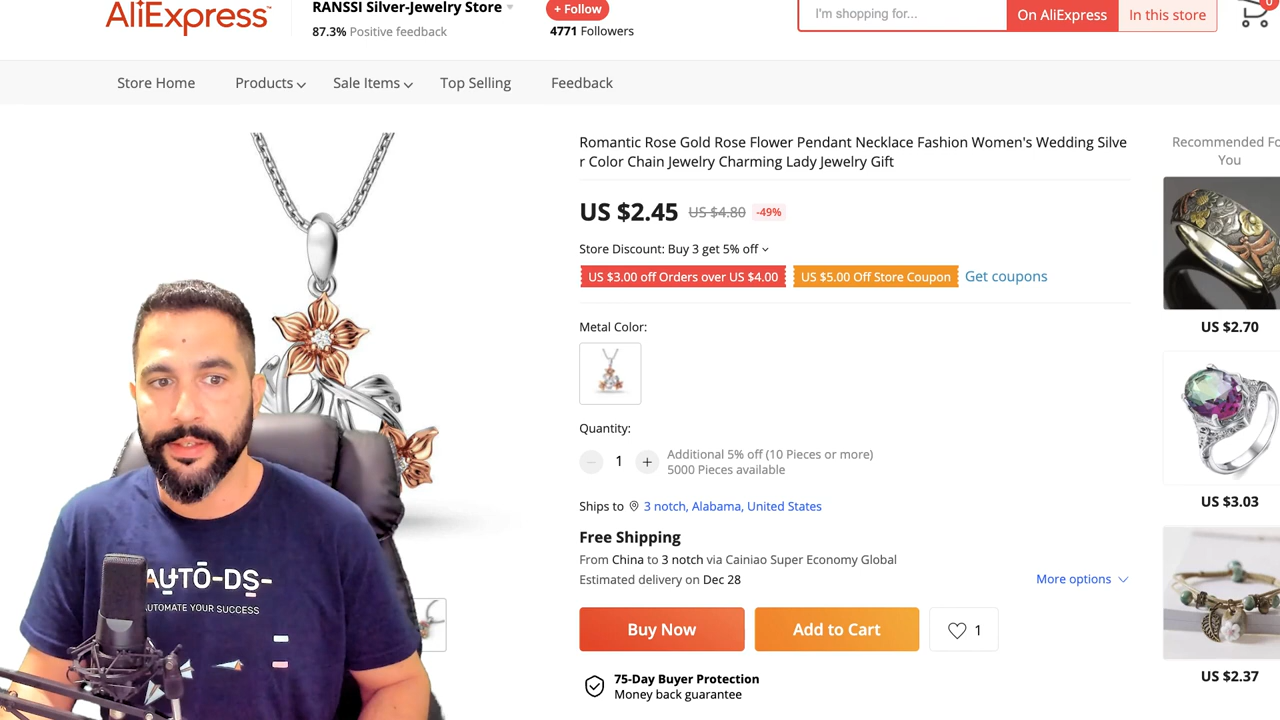 AliExpress
RANSSI Silver-Jewelry Store
87.3% Positive feedback
+ Follow
4771 Followers
I'm shopping for...
On AliExpress
In this store
0
Store Home
Products
Sale Items
Top Selling
Feedback
Romantic Rose Gold Rose Flower Pendant Necklace Fashion Women's Wedding Silve
r Color Chain Jewelry Charming Lady Jewelry Gift
US $2.45 US $4.80 -49%
Store Discount: Buy 3 get 5% off
US $3.00 off Orders over US $4.00
US $5.00 Off Store Coupon
Get coupons
Metal Color:
Quantity:
1
Additional 5% off (10 Pieces or more)
5000 Pieces available
Ships to 3 notch, Alabama, United States
Free Shipping
From China to 3 notch via Cainiao Super Economy Global
Estimated delivery on Dec 28
More options
Buy Now
Add to Cart
1
75-Day Buyer Protection
Money back guarantee
Recommended Fo
You
US $2.70
US $3.03
US $2.37
AUTO-DS-
AUTOMATE YOUR SUCCESS